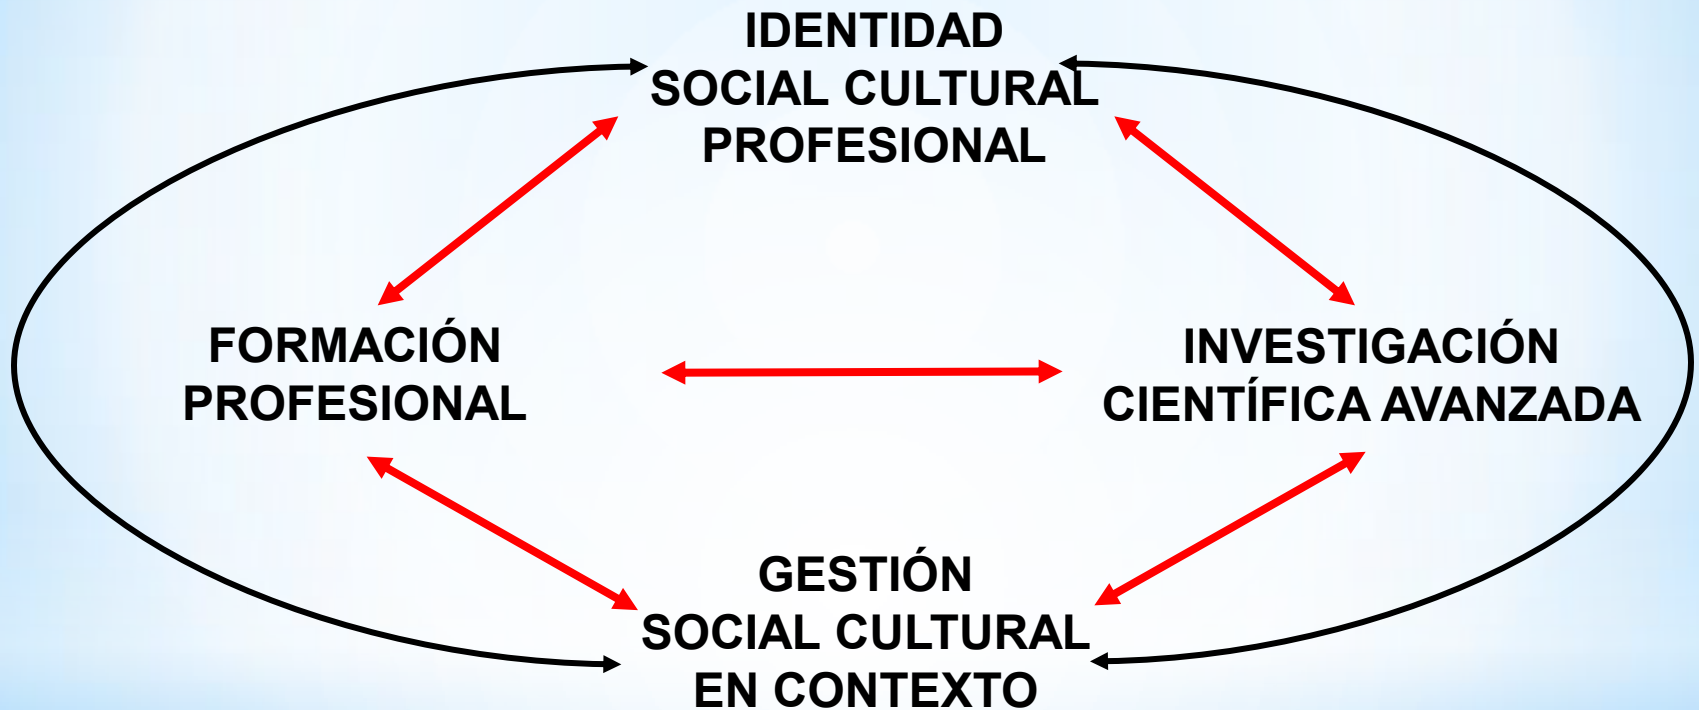 IDENTIDAD
SOCIAL CULTURAL
PROFESIONAL
FORMACIÓN
PROFESIONAL
INVESTIGACIÓN
CIENTÍFICA AVANZADA
GESTIÓN
SOCIAL CULTURAL
EN CONTEXTO